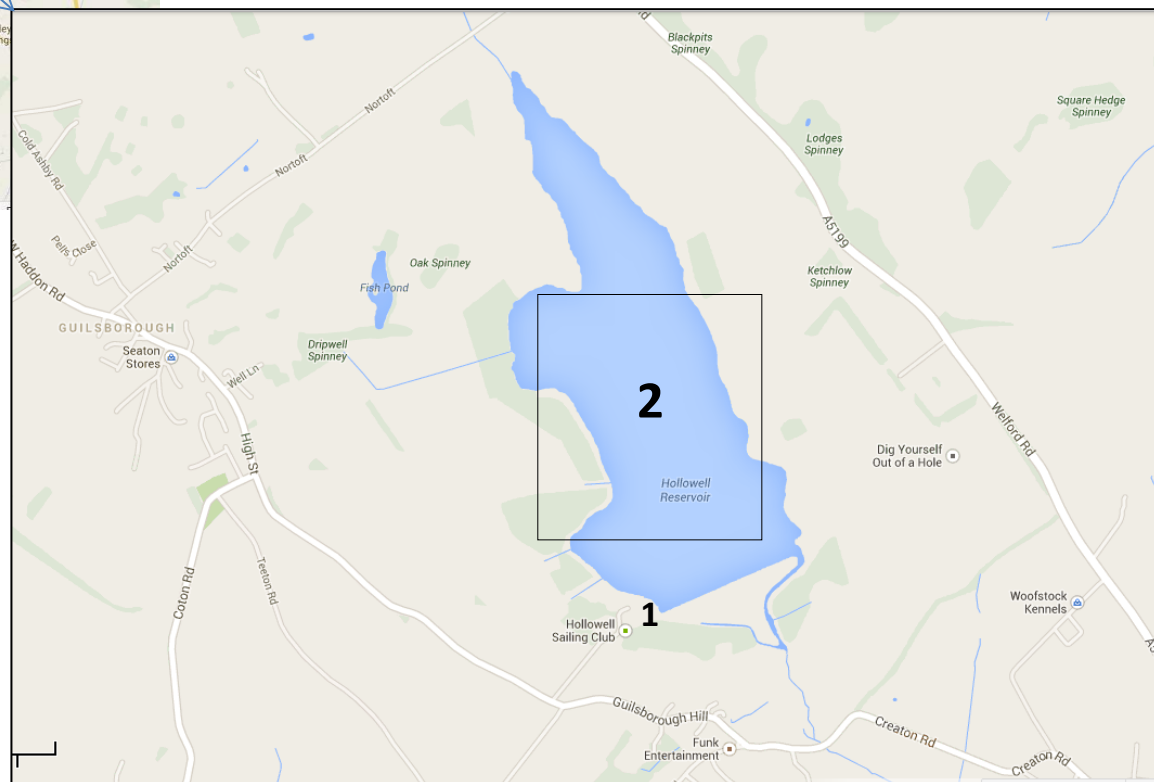 Blackpits
Spinney
Square Hedge
Spinney
Nortoft
Lodges
Spinney
Cold Ashby Rd
Nortoft
A5199
Pell's Close
Nortoft
Oak Spinney
W Haddon Rd
Ketchlow
Spinney
Fish Pond
GUILSBOROUGH
Seaton
Stores
Dripwell
Spinney
Well Ln
2
Welford Rd
High St
Dig Yourself
Out of a Hole
Hollowell
Reservoir
Teeton Rd
Coton Rd
Woofstock
Kennels
1
Hollowell
Sailing Club
Guilsborough Hill
Creaton Rd
Funk
Entertainment
Creaton Rd